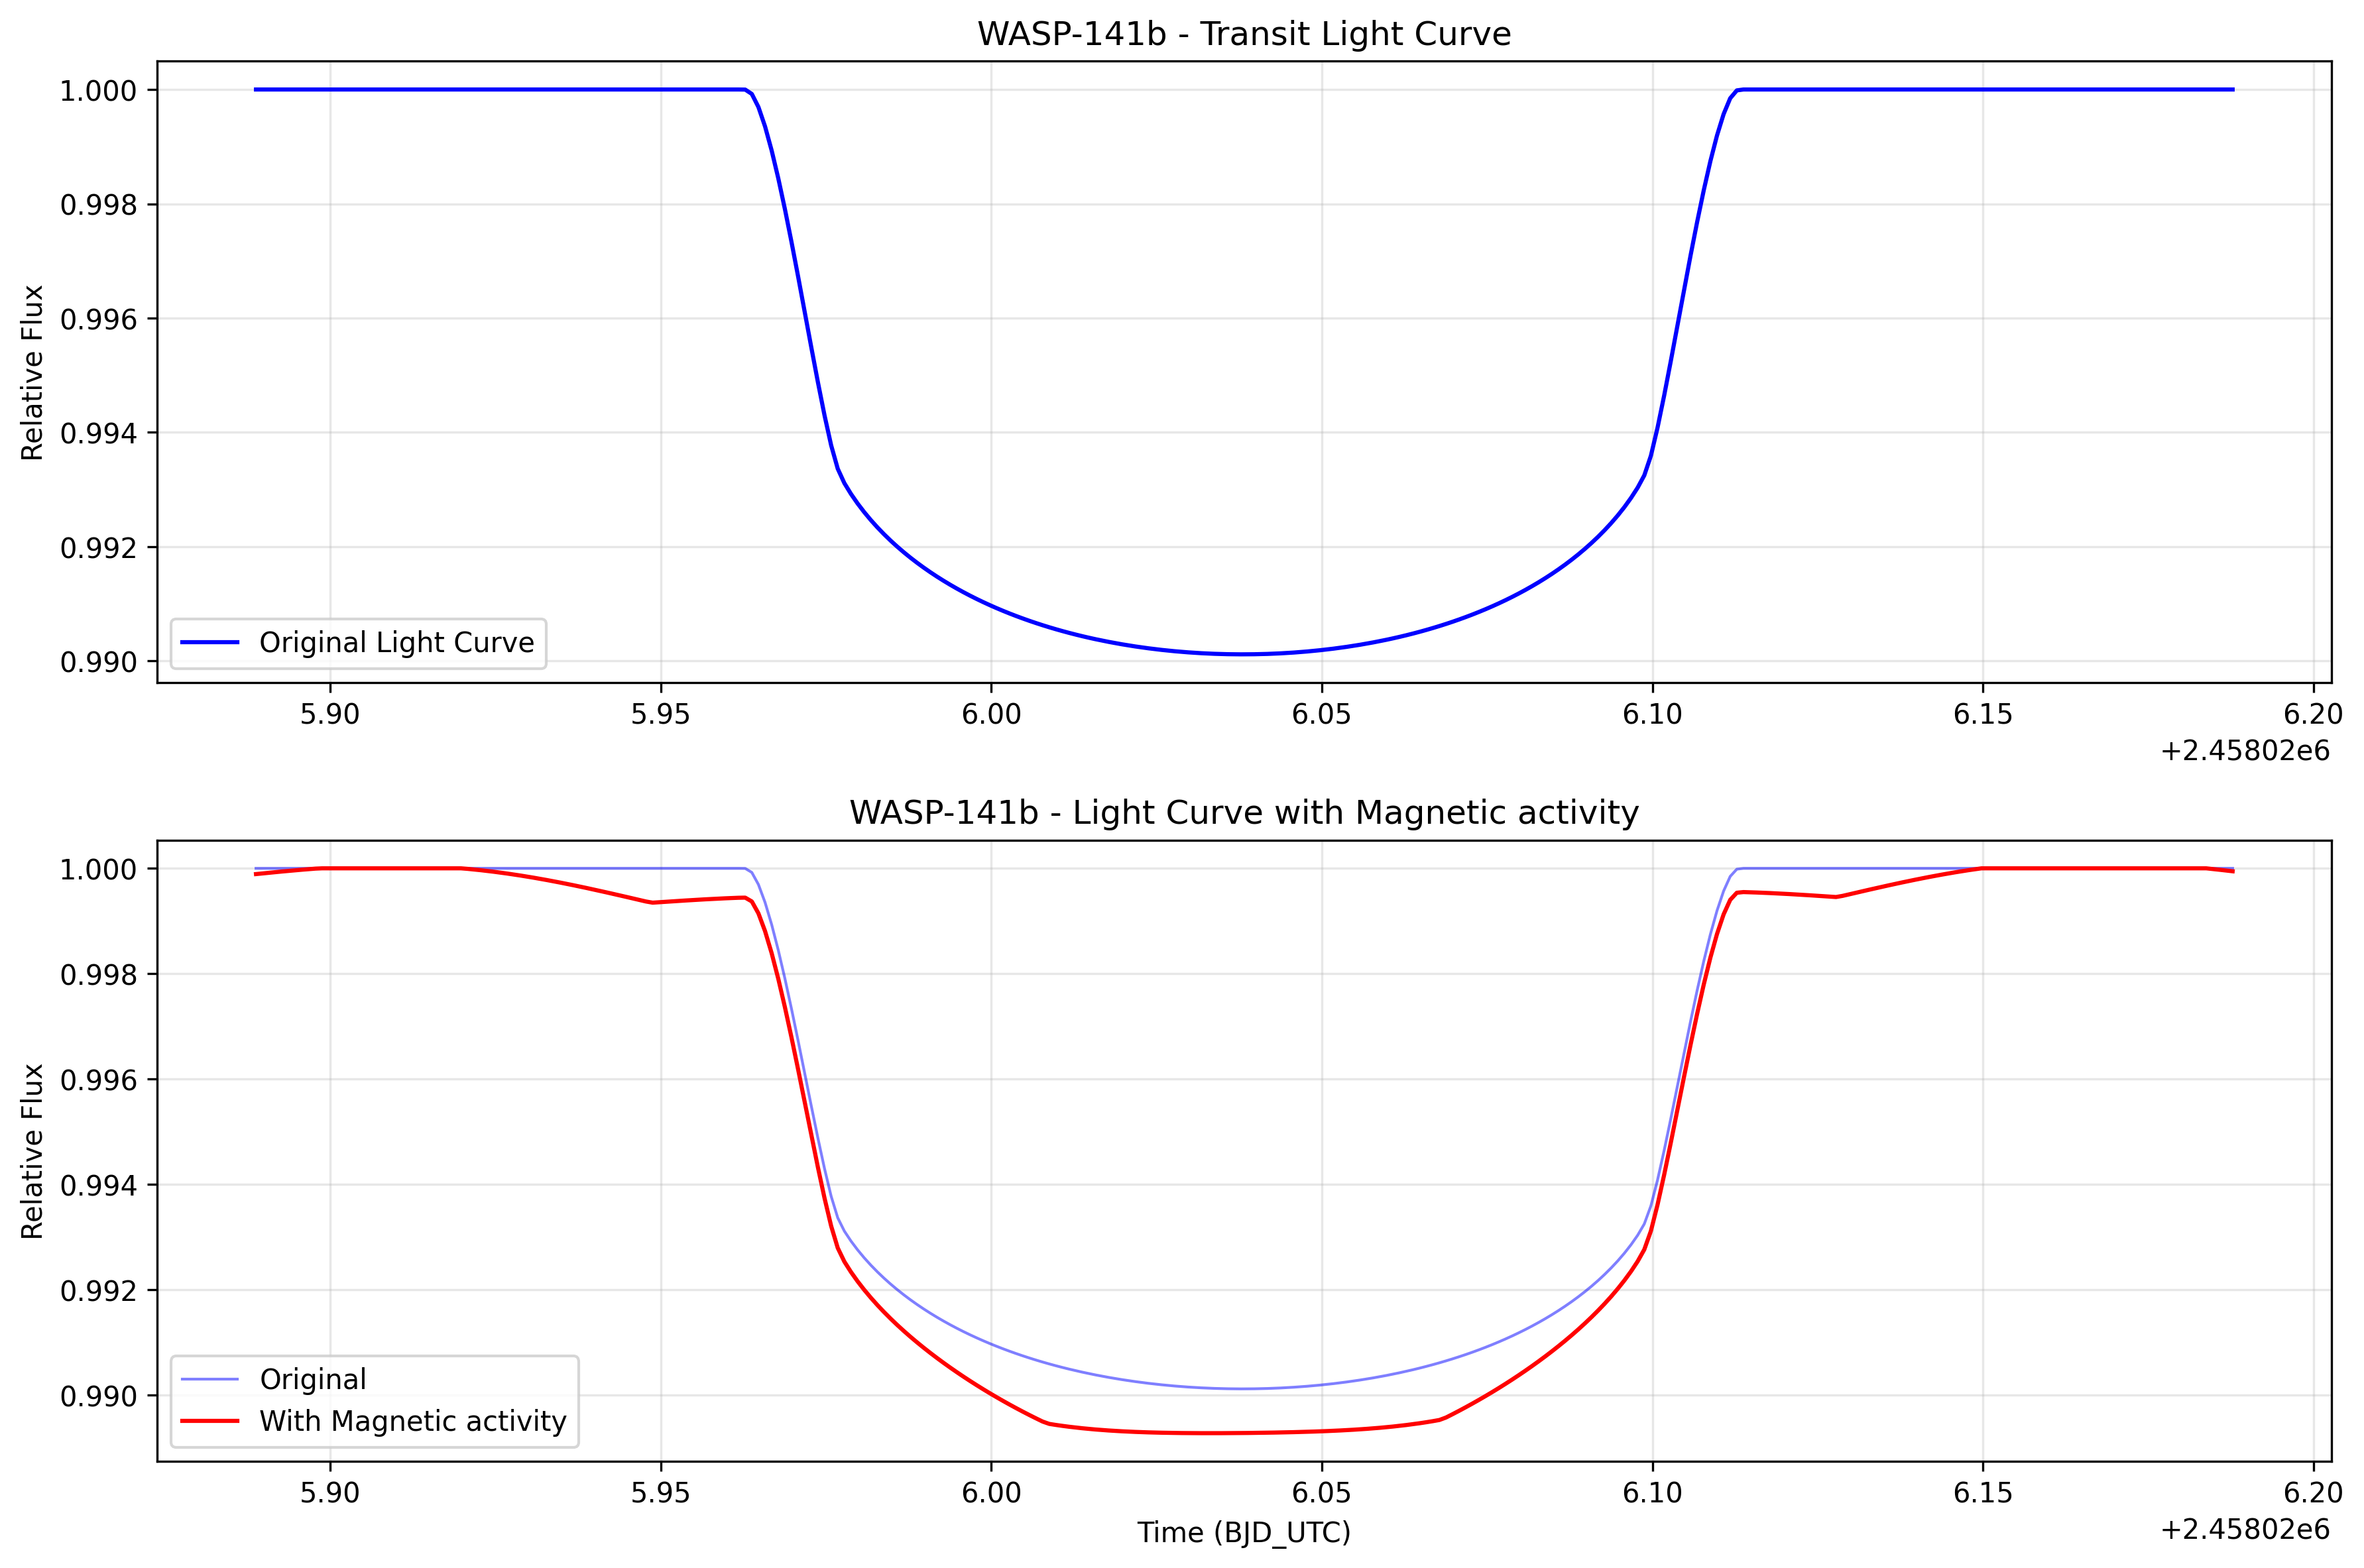 WASP-141b - Transit Light Curve
Relative Flux
1.000
0.998
0.996
0.994
0.992
0.990
Original Light Curve
5.90 5.95 6.00 6.05 6.10 6.15 6.20
+2.45802e6
WASP-141b - Light Curve with Magnetic activity
Relative Flux
1.000
0.998
0.996
0.994
0.992
0.990
Original
With Magnetic activity
5.90 5.95 6.00 6.05 6.10 6.15 6.20
Time (BJD_UTC)
+2.45802e6